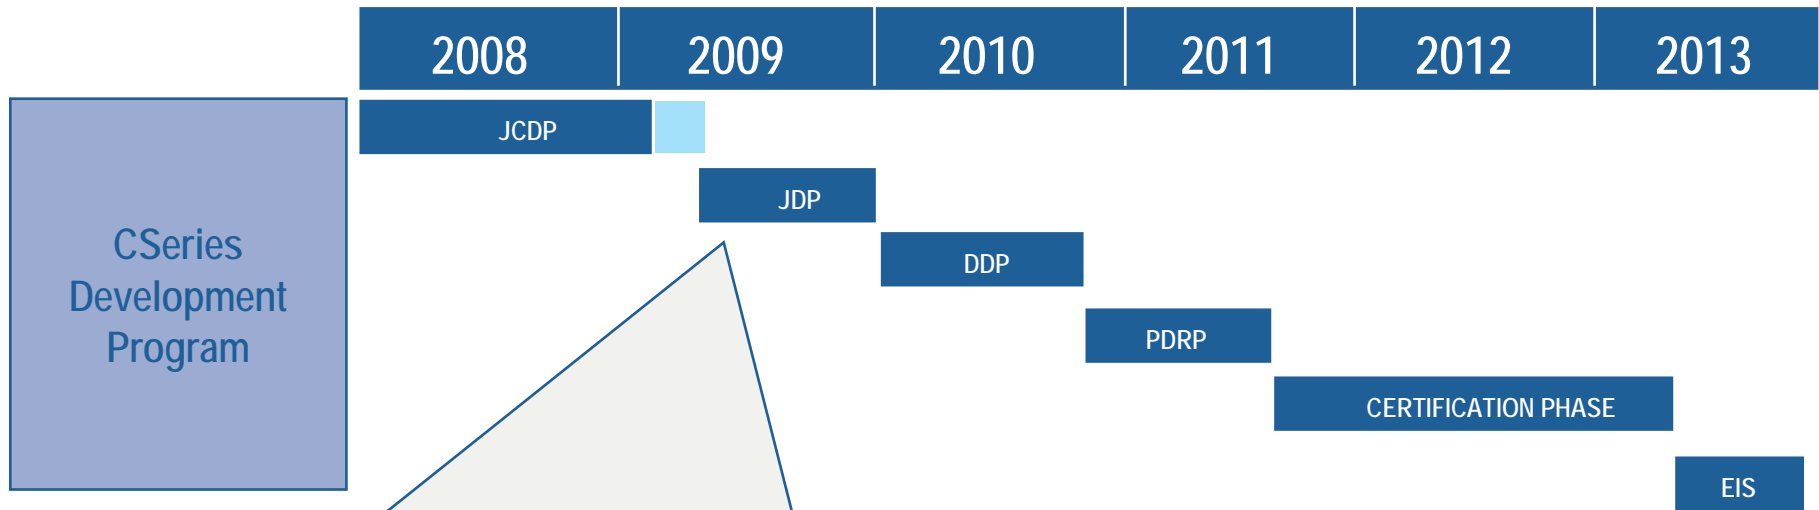 2008 2009 2010 2011 2012 2013
JCDP
JDP
CSeries
Development
Program
DDP
PDRP
CERTIFICATION PHASE
EIS